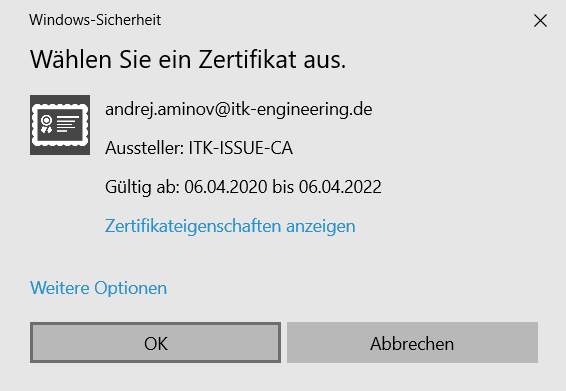 Windows-Sicherheit
Wählen Sie ein Zertifikat aus.
andrej.aminov@itk-engineering.de
Aussteller: ITK-ISSUE-CA
Gültig ab: 06.04.2020 bis 06.04.2022
Zertifikateigenschaften anzeigen
Weitere Optionen
OK
Abbrechen